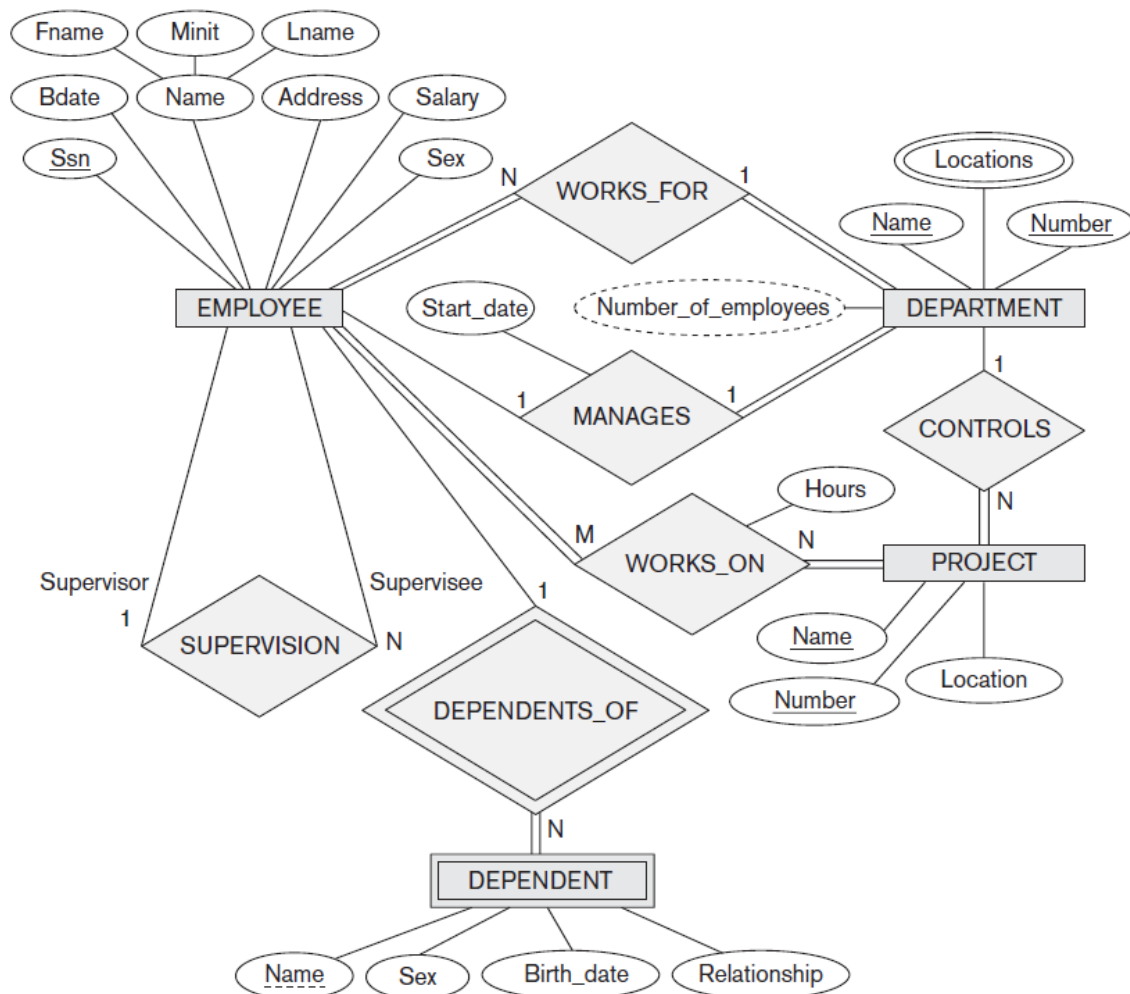 Fname
Minit
Lname
Bdate
Name
Address
Salary
Ssn
Sex
N
WORKS_FOR
1
Locations
Name
Number
EMPLOYEE
Start_date
Number_of_employees
DEPARTMENT
1
MANAGES
1
1
CONTROLS
N
Hours
M
WORKS_ON
N
PROJECT
Supervisor
1
Supervisee
N
SUPERVISION
1
Name
Number
Location
DEPENDENTS_OF
N
DEPENDENT
Name
Sex
Birth_date
Relationship